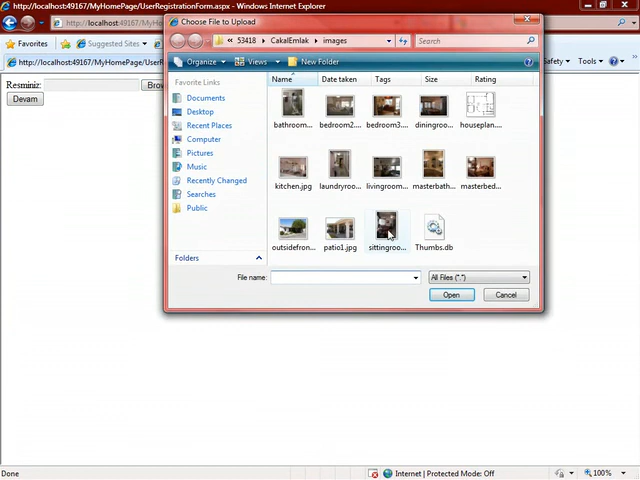 http://localhost:49167/MyHomePage/UserRegistrationForm.aspx - Windows Internet Explorer
http://localhost:49167/MyHom
Favorites
Suggested Sites
http://localhost:49167/MyHomePage/UserR
Safety
Tools
Resminiz:
Brow
Devam
Choose File to Upload
53418
CakalEmlak
images
Search
Organize
Views
New Folder
Favorite Links
Documents
Desktop
Recent Places
Computer
Pictures
Music
Recently Changed
Searches
Public
Folders
Name
Date taken
Tags
Size
Rating
bathroom...
bedroom2....
bedroom3....
diningroo...
houseplan....
kitchen.jpg
laundryroo...
livingroom...
masterbath...
masterbed...
outsidefron...
patio1.jpg
sittingroo...
Thumbs.db
File name:
All Files (*.*)
Open
Cancel
Done
Internet | Protected Mode: Off
100%